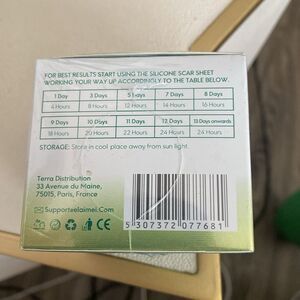 FOR BEST RESULTS START USING THE SILICONE SCAR SHEET
WORKING YOUR WAY UP ACCORDINGLY TO THE TABLE BELOW.
1 Day 3 Days 5 Days 7 Days 8 Days
4 Hours 8 Hours 12 Hours 14 Hours 16 Hours
9 Days 10 Days 11 Days 12 Days 13 Days onwards
18 Hours 20 Hours 22 Hours 24 Hours 24 Hours
STORAGE: Store in cool place away from sun light.
Terra Distribution
33 Avenue du Maine,
75015, Paris, France
Support@elaimei.Com
5 307372 077681